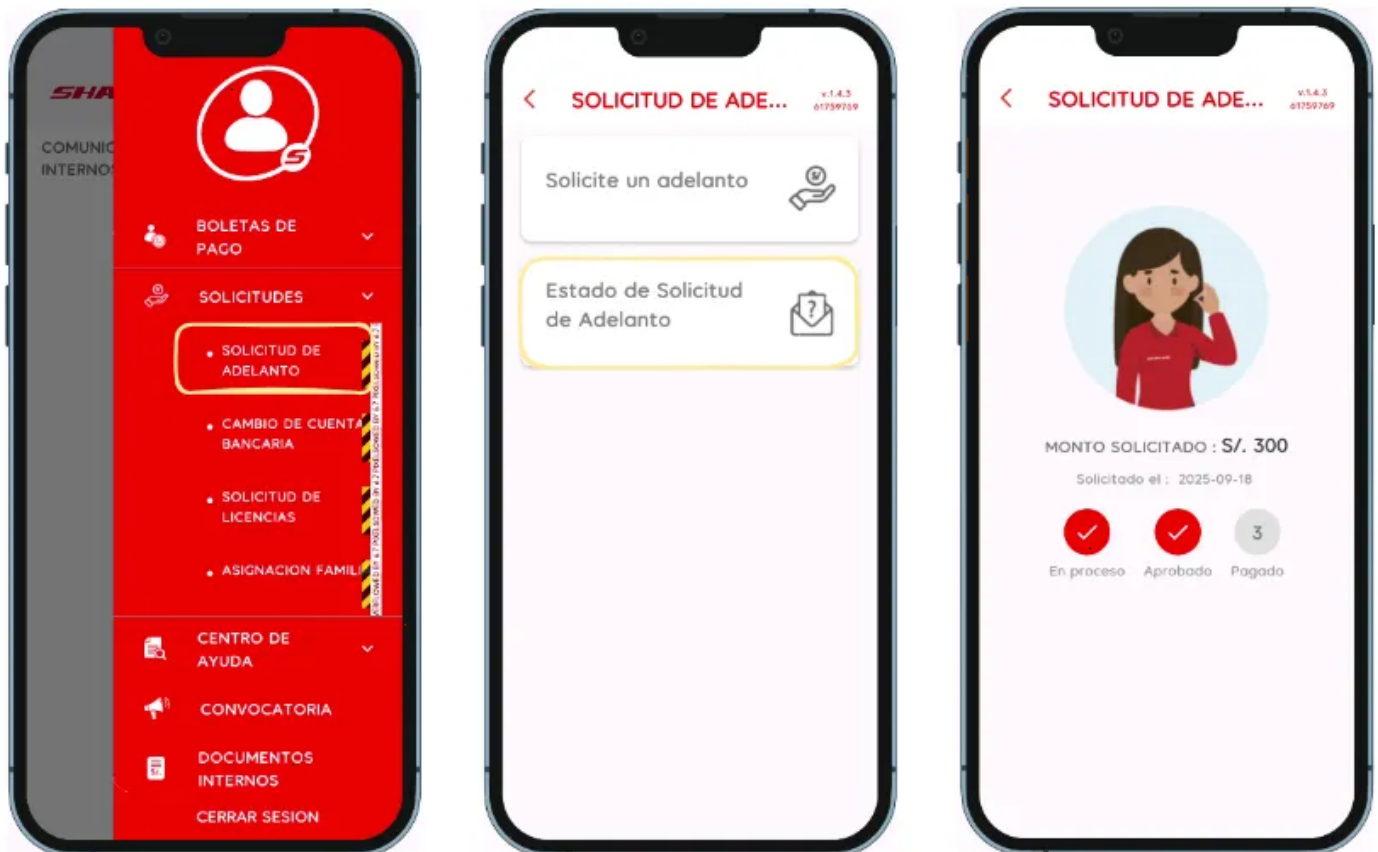 SHA
COMUNIC
INTERNOS
BOLETAS DE
PAGO
SOLICITUDES
SOLICITUD DE
ADELANTO
CAMBIO DE CUENTA
BANCARIA
SOLICITUD DE
LICENCIAS
ASIGNACION FAMILI
CENTRO DE
AYUDA
CONVOCATORIA
DOCUMENTOS
INTERNOS
CERRAR SESION
SOLICITUD DE ADE...
v.1.4.3
61759769
Solicite un adelanto
S/
Estado de Solicitud
de Adelanto
?
SOLICITUD DE ADE...
v.1.4.3
61759769
MONTO SOLICITADO : S/. 300
Solicitado el : 2025-09-18
3
En proceso Aprobado Pagado